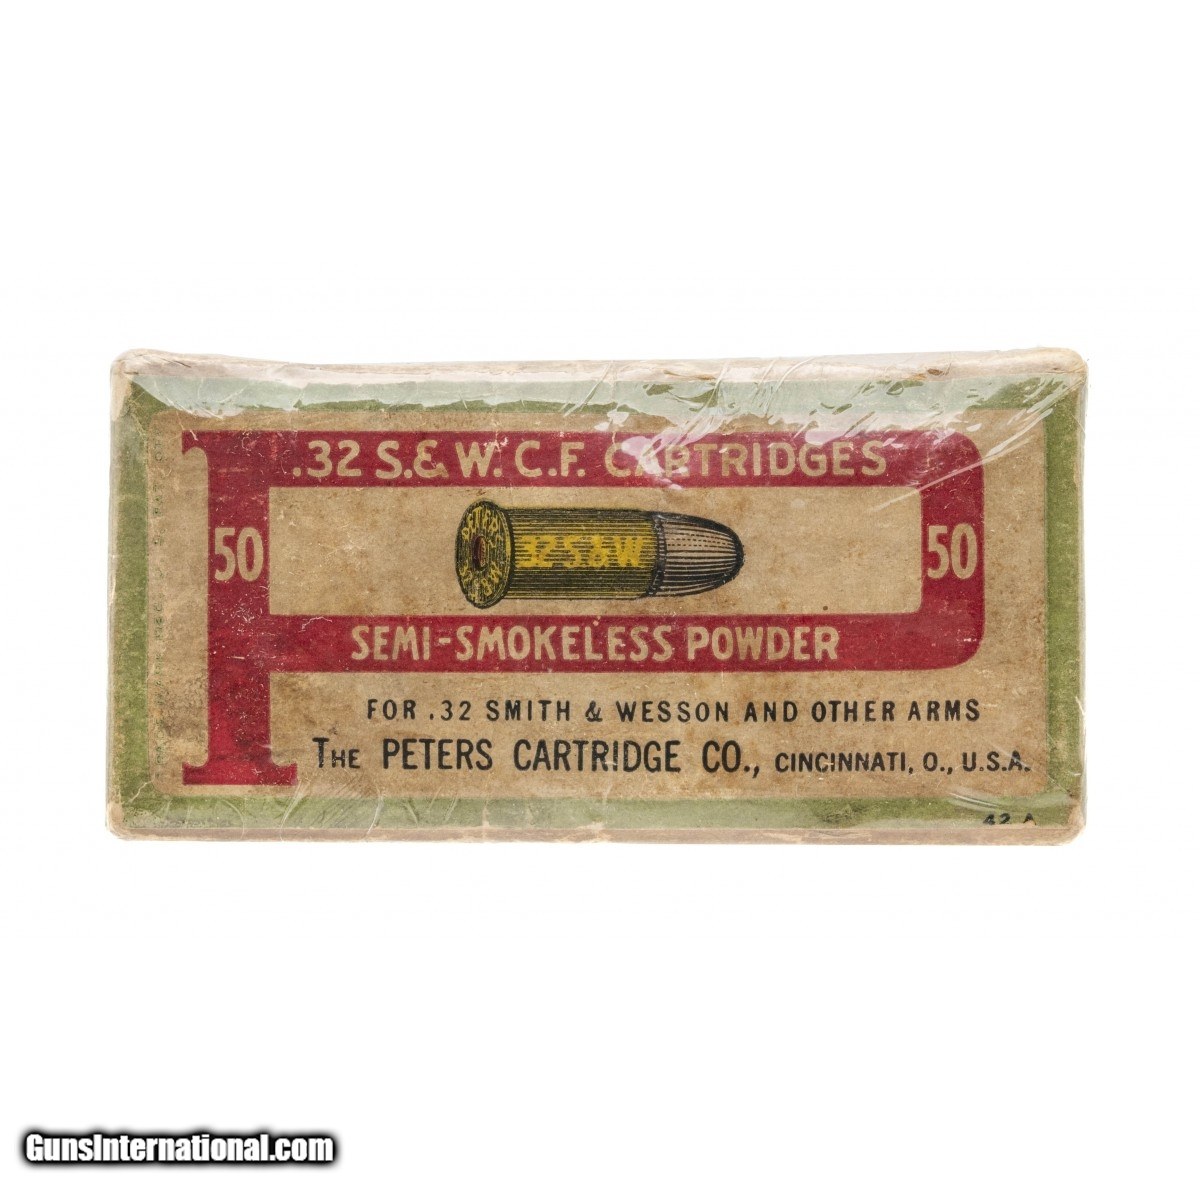 .32 S.& W. C.F. CARTRIDGES
50
50
32 S & W
SEMI-SMOKELESS POWDER
FOR .32 SMITH & WESSON AND OTHER ARMS
THE PETERS CARTRIDGE CO., CINCINNATI, O., U.S.A.
42 A
GunsInternational.com